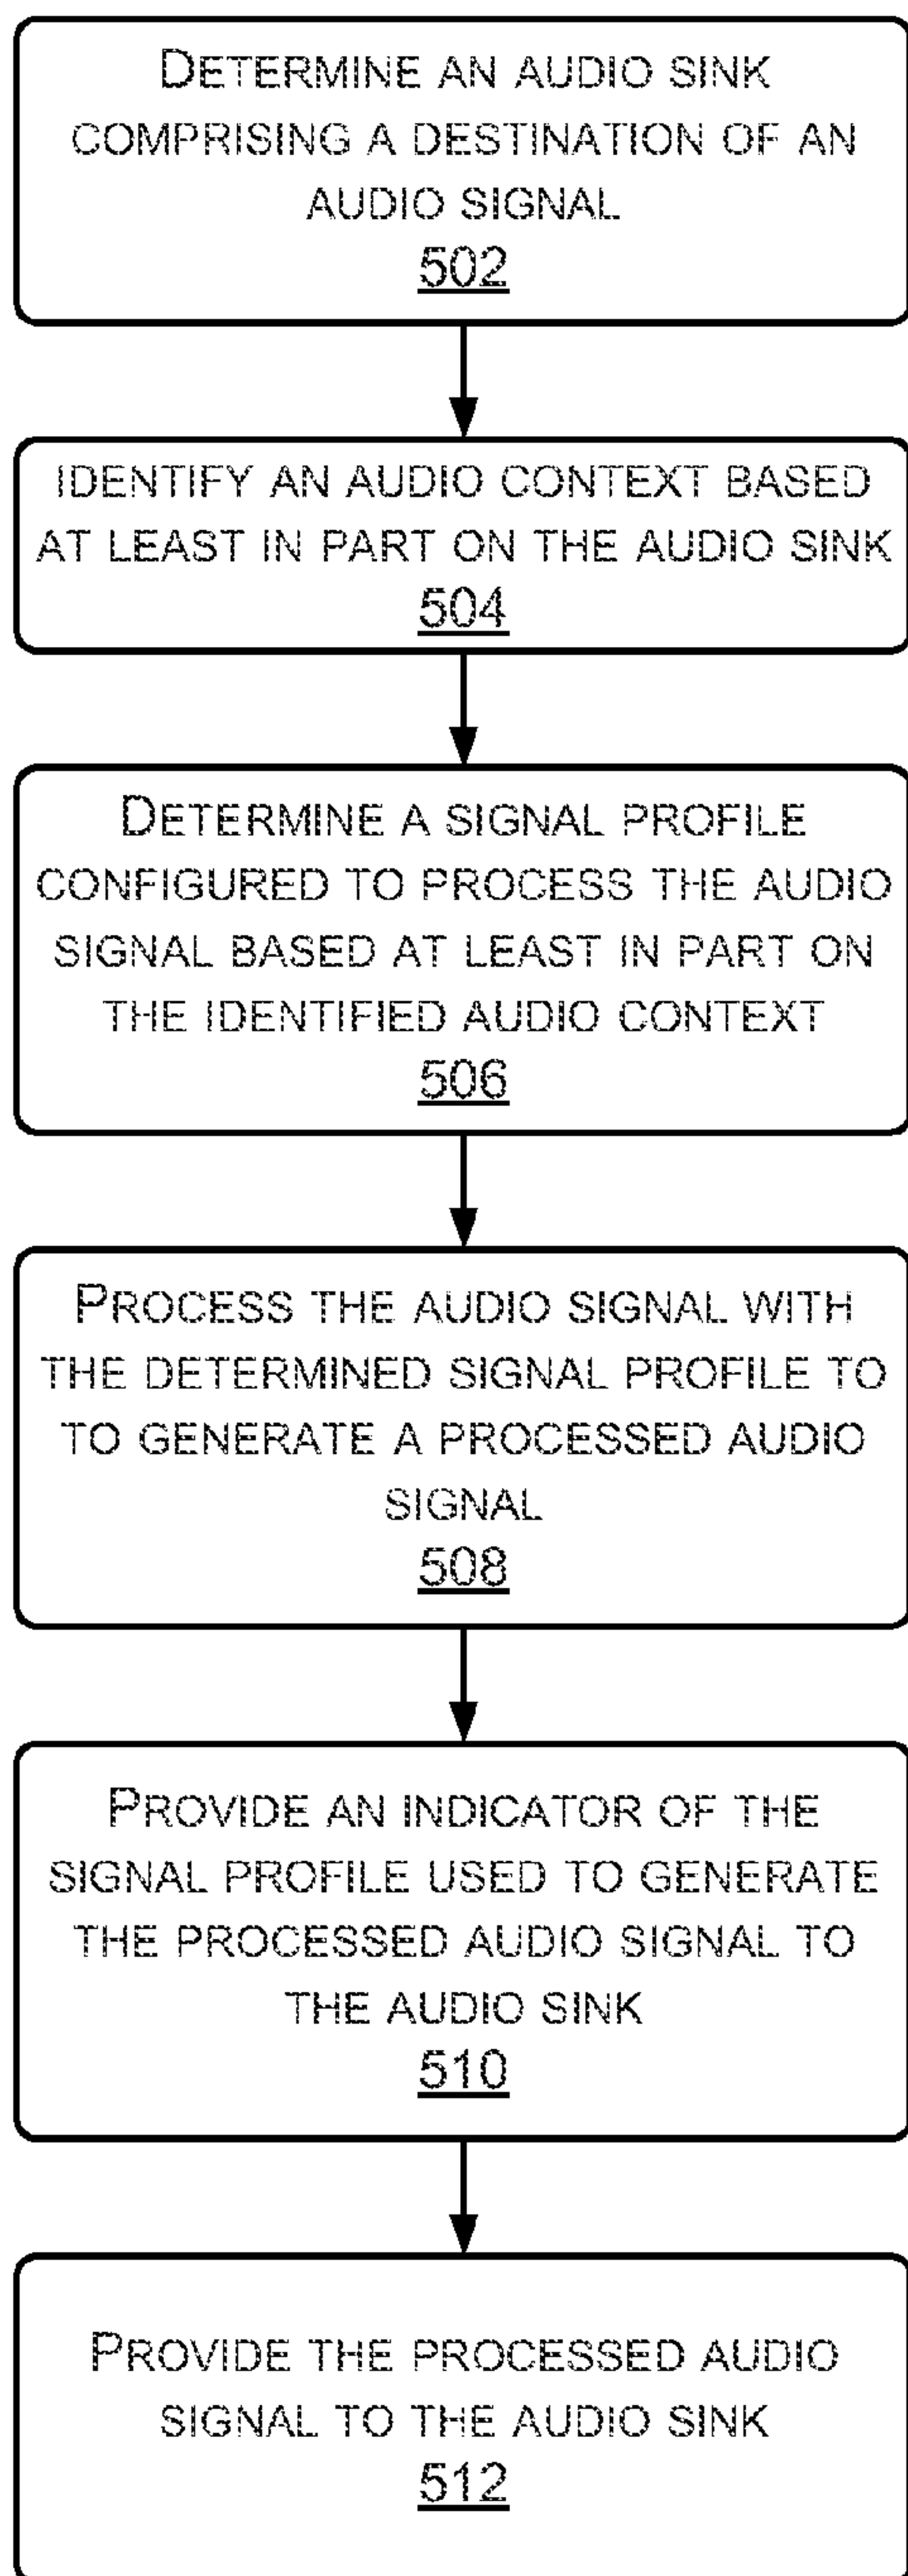 DETERMINE AN AUDIO SINK
COMPRISING A DESTINATION OF AN
AUDIO SIGNAL
502
IDENTIFY AN AUDIO CONTEXT BASED
AT LEAST IN PART ON THE AUDIO SINK
504
DETERMINE A SIGNAL PROFILE
CONFIGURED TO PROCESS THE AUDIO
SIGNAL BASED AT LEAST IN PART ON
THE IDENTIFIED AUDIO CONTEXT
506
PROCESS THE AUDIO SIGNAL WITH
THE DETERMINED SIGNAL PROFILE TO
TO GENERATE A PROCESSED AUDIO
SIGNAL
508
PROVIDE AN INDICATOR OF THE
SIGNAL PROFILE USED TO GENERATE
THE PROCESSED AUDIO SIGNAL TO
THE AUDIO SINK
510
PROVIDE THE PROCESSED AUDIO
SIGNAL TO THE AUDIO SINK
512